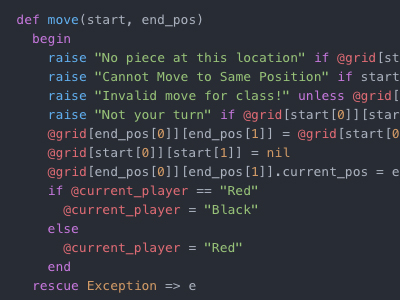 def move(start, end_pos)
begin
raise "No piece at this location" if @grid[st
raise "Cannot Move to Same Position" if start
raise "Invalid move for class!" unless @grid[
raise "Not your turn" if @grid[start[0]][star
@grid[end_pos[0]][end_pos[1]] = @grid[start[0
@grid[start[0]][start[1]] = nil
@grid[end_pos[0]][end_pos[1]].current_pos = e
if @current_player == "Red"
@current_player = "Black"
else
@current_player = "Red"
end
rescue Exception => e